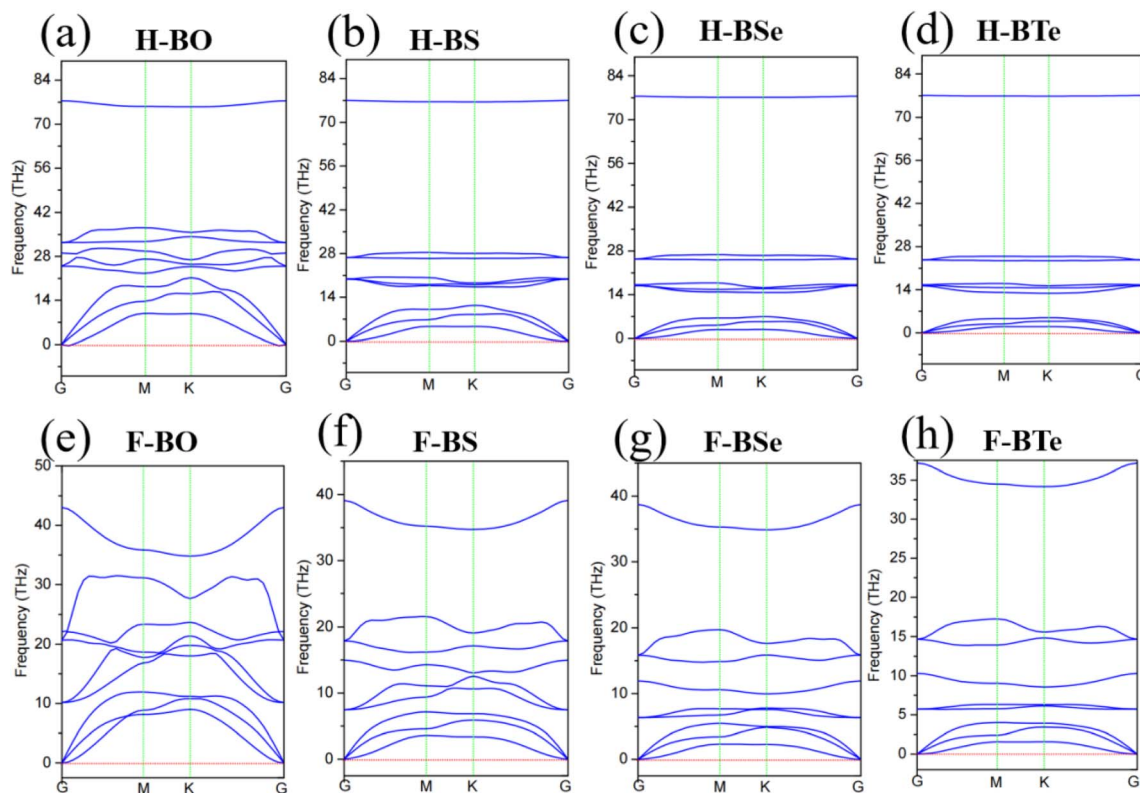 (a) H-BO
(b) H-BS
(c) H-BSe
(d) H-BTe
Frequency (THz)
84
70
56
42
28
14
0
G M K G
Frequency (THz)
84
70
56
42
28
14
0
G M K G
Frequency (THz)
84
70
56
42
28
14
0
G M K G
Frequency (THz)
84
70
56
42
28
14
0
G M K G
(e) F-BO
(f) F-BS
(g) F-BSe
(h) F-BTe
Frequency (THz)
50
40
30
20
10
0
G M K G
Frequency (THz)
40
30
20
10
0
G M K G
Frequency (THz)
40
30
20
10
0
G M K G
Frequency (THz)
35
30
25
20
15
10
5
0
G M K G